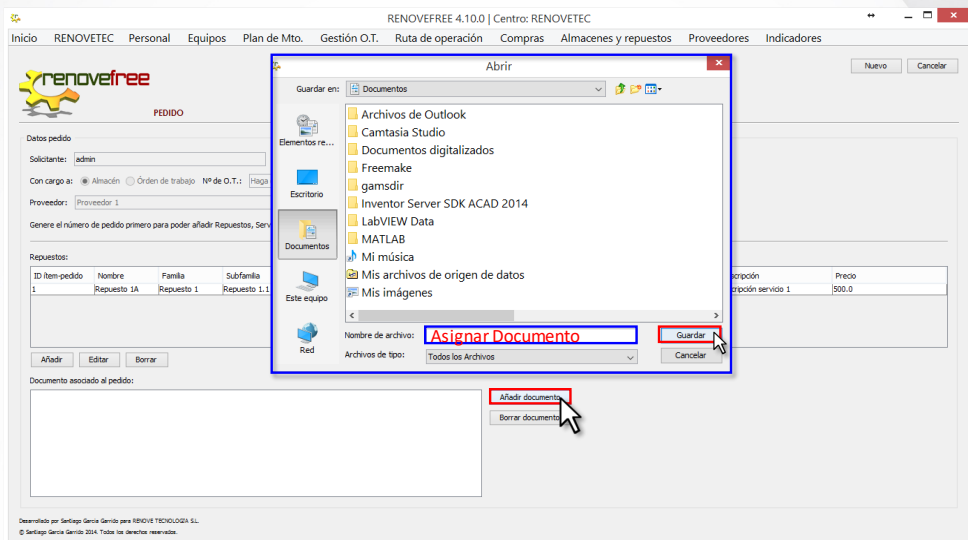 RENOVEFREE 4.10.0 | Centro: RENOVETEC
Inicio RENOVETEC Personal Equipos Plan de Mto. Gestión O.T. Ruta de operación Compras Almacenes y repuestos Proveedores Indicadores
renovefree
PEDIDO
Nuevo Cancelar
Datos pedido
Solicitante: admin
Con cargo a: Almacén Órden de trabajo Nº de O.T.: Haga
Proveedor: Proveedor 1
Genere el número de pedido primero para poder añadir Repuestos, Serv
Repuestos:
ID ítem-pedido Nombre Familia Subfamilia
1 Repuesto 1A Repuesto 1 Repuesto 1.1
scripción Precio
cripción servicio 1 500.0
Añadir Editar Borrar
Documento asociado al pedido:
Añadir documento
Borrar documento
Abrir
Guardar en: Documentos
Elementos re...
Escritorio
Documentos
Este equipo
Red
Archivos de Outlook
Camtasia Studio
Documentos digitalizados
Freemake
gamsdir
Inventor Server SDK ACAD 2014
LabVIEW Data
MATLAB
Mi música
Mis archivos de origen de datos
Mis imágenes
Nombre de archivo: Asignar Documento Guardar
Archivos de tipo: Todos los Archivos Cancelar
Desarrollado por Santiago Garcia Garrido para RENOVE TECNOLOGÍA S.L.
© Santiago Garcia Garrido 2014. Todos los derechos reservados.